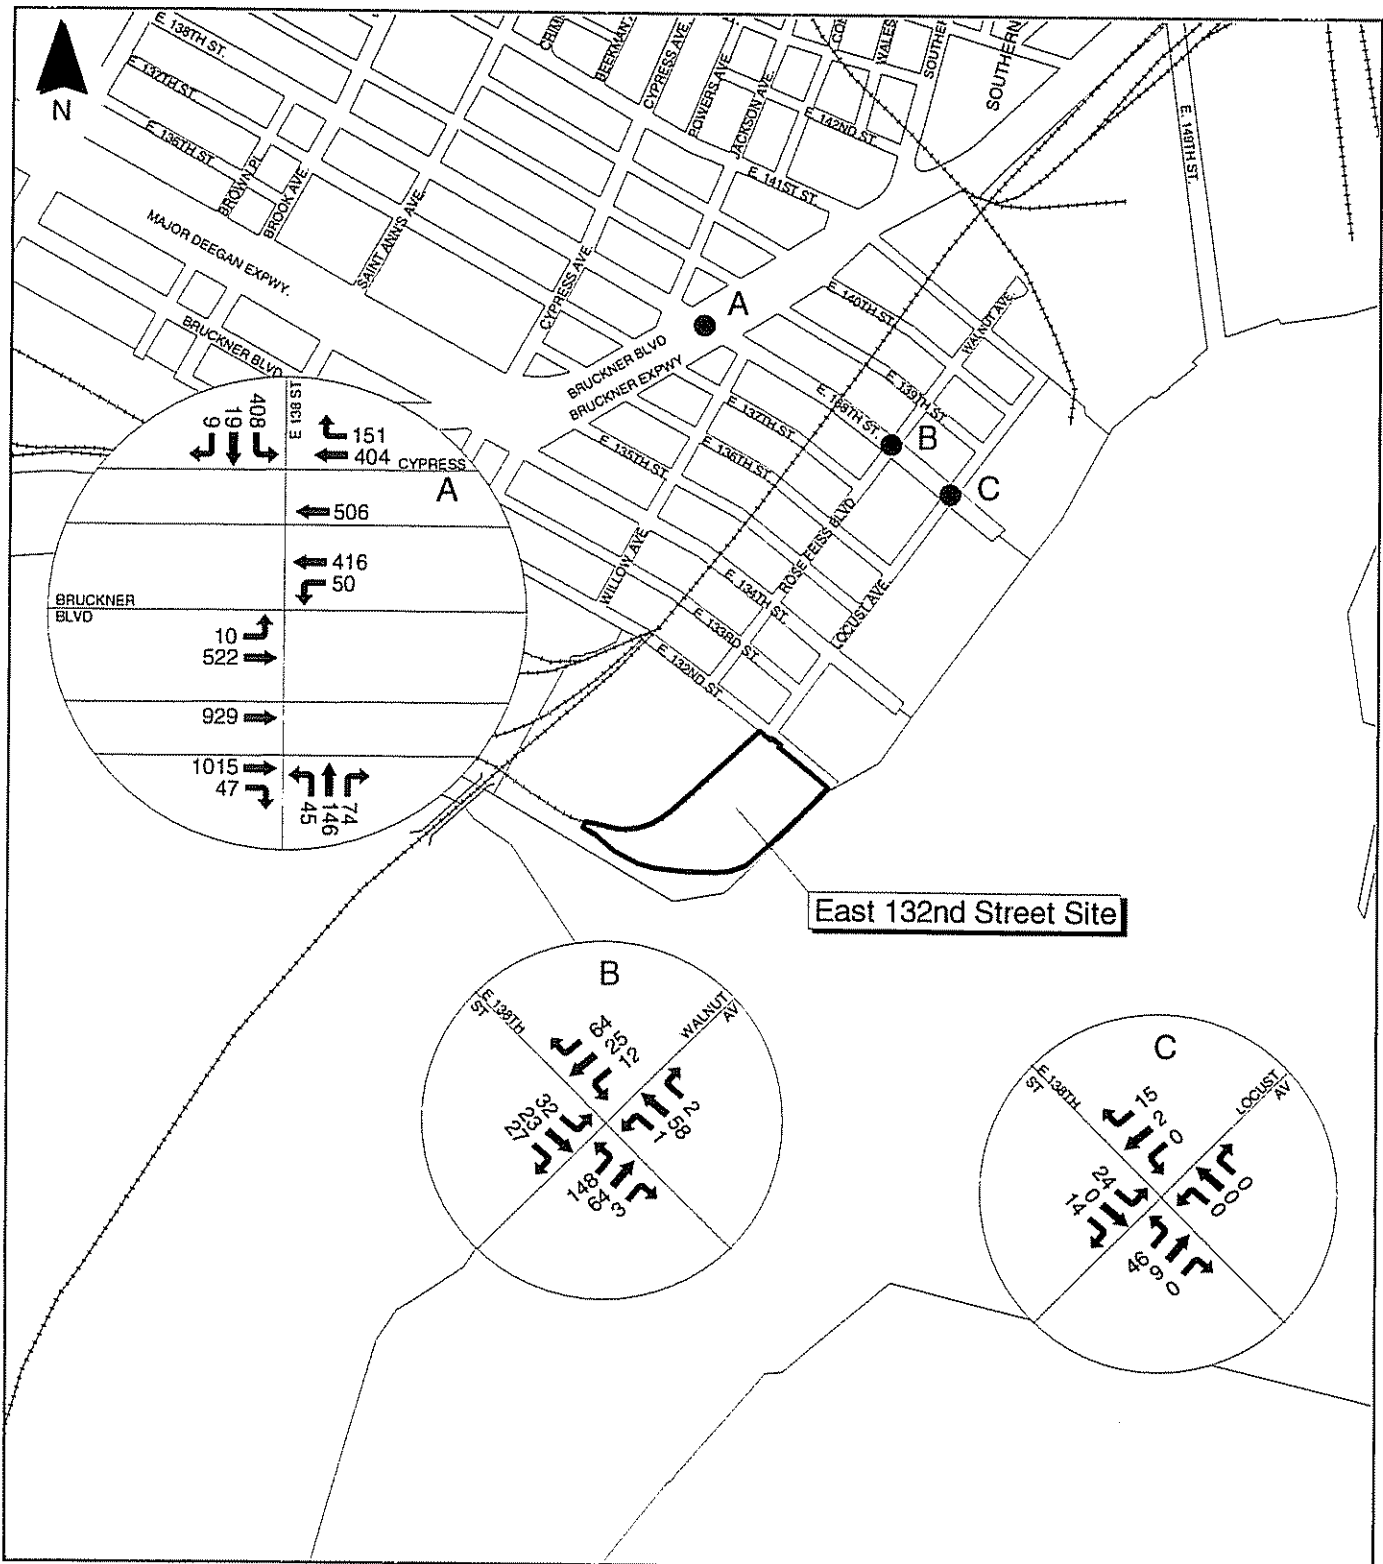 N
E. 138TH ST.
E. 137TH ST.
E. 136TH ST.
BROWN PL.
BROOK AVE.
SAINT ANN'S AVE.
MAJOR DEEGAN EXPWY.
BRUCKNER BLVD
CYPRESS AVE.
BEEKMAN
CYPRESS AVE.
POWERS AVE.
JACKSON AVE.
WALES
SOUTHERN
E. 142ND ST.
E. 141ST ST.
E. 149TH ST.
A
BRUCKNER BLVD
BRUCKNER EXPWY
E. 140TH ST.
WALNUT AVE.
E. 139TH ST.
E. 138TH ST.
E. 137TH ST.
E. 136TH ST.
E. 135TH ST.
B
C
WILLOW AVE.
ROSE FEISS BLVD
LOCUST AVE.
E. 134TH ST.
E. 133RD ST.
E. 132ND ST.
408
19
9
E 138 ST
151
404
CYPRESS
A
506
416
50
BRUCKNER
BLVD
10
522
929
1015
47
45
146
74
East 132nd Street Site
B
E 138TH
ST
WALNUT
AV
64
25
12
32
23
27
2
58
1
148
64
3
C
E 138TH
ST
LOCUST
AV
15
2
0
24
0
14
0
0
0
46
9
0